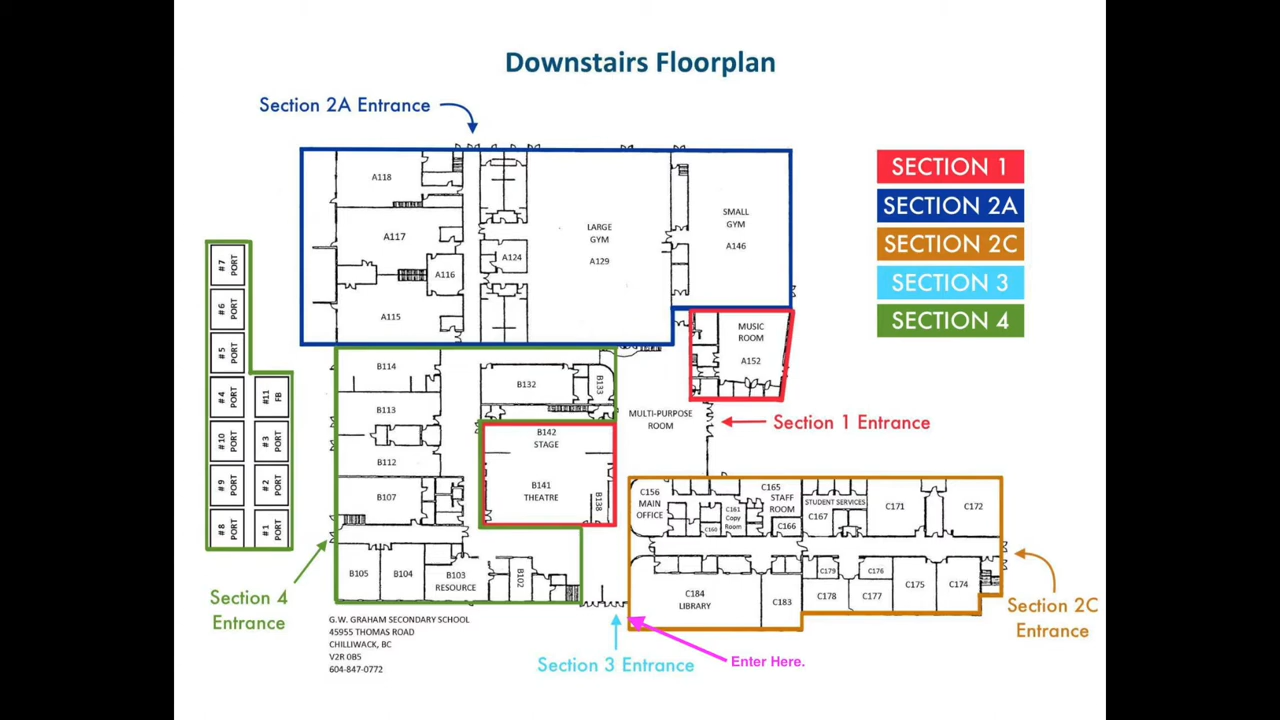 Downstairs Floorplan
Section 2A Entrance
SECTION 1
SECTION 2A
SECTION 2C
SECTION 3
SECTION 4
A118
A117
A116
A115
A124
LARGE
GYM
A129
SMALL
GYM
A146
MUSIC
ROOM
A152
#7 PORT
#6 PORT
#5 PORT
#4 PORT
#10 PORT
#9 PORT
#8 PORT
#11 FB
#3 PORT
#2 PORT
#1 PORT
B114
B113
B112
B107
B132
B133
MULTI-PURPOSE
ROOM
Section 1 Entrance
B142
STAGE
B141
THEATRE
B138
B105
B104
B103
RESOURCE
B102
C156
MAIN
OFFICE
C160
C161
Copy
Room
C165
STAFF
ROOM
C166
STUDENT SERVICES
C167
C171
C172
C184
LIBRARY
C183
C179
C178
C176
C177
C175
C174
Section 4
Entrance
Section 2C
Entrance
G.W. GRAHAM SECONDARY SCHOOL
45955 THOMAS ROAD
CHILLIWACK, BC
V2R 0B5
604-847-0772
Section 3 Entrance
Enter Here.